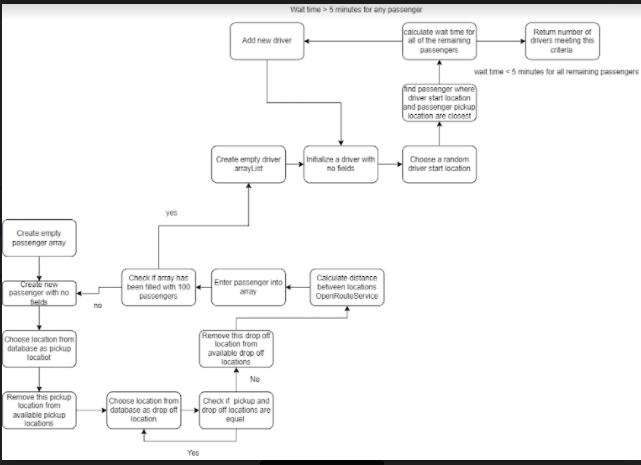 Wait time > 5 minutes for any passenger
Add new driver
calculate wait time for
all of the remaining
passengers
Return number of
drivers meeting this
criteria
wait time < 5 minutes for all remaining passengers
find passenger where
driver start location
and passenger pickup
location are closest
Create empty driver
arrayList
Initialize a driver with
no fields
Choose a random
driver start location
yes
Create empty
passenger array
Create new
passenger with no
fields
no
Check if array has
been filled with 100
passengers
Enter passenger into
array
Calculate distance
between locations
OpenRouteService
Choose location from
database as pickup
locatiot
Remove this drop off
location from
available drop off
locations
No
Remove this pickup
location from
available pickup
locations
Choose location from
database as drop off
location
Check if pickup and
drop off locations are
equal
Yes